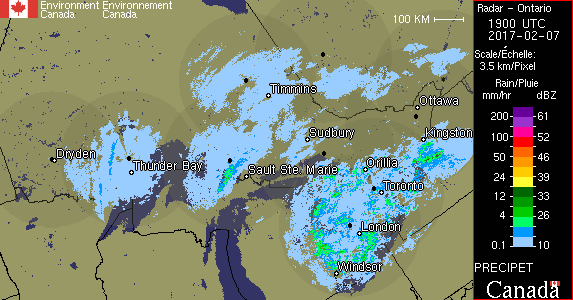 Environment Environnement
Canada Canada
100 KM
Timmins
Ottawa
Sudbury
Kingston
Dryden
Thunder Bay
Sault Ste. Marie
Orillia
Toronto
London
Windsor
Radar - Ontario
1900 UTC
2017-02-07
Scale/Échelle:
3.5 km/Pixel
Rain/Pluie
mm/hr dBZ
200 61
100 52
50 46
24 39
12 33
4 26
0.1 10
PRECIPET
Canada